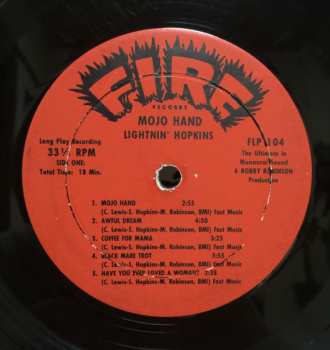 FIRE
RECORDS
MOJO HAND
LIGHTNIN' HOPKINS
Long Play Recording
33⅓ RPM
SIDE ONE:
Total Time: 18 Min.
FLP 104
The Ultimate in
Monaural Sound
A BOBBY ROBINSON
Production
1. MOJO HAND 2:55
(C. Lewis-S. Hopkins-M. Robinson, BMI) Fast Music
2. AWFUL DREAM 4:50
(C. Lewis-S. Hopkins-M. Robinson, BMI) Fast Music
3. COFFEE FOR MAMA 3:25
(C. Lewis-S. Hopkins-M. Robinson, BMI) Fast Music
4. BLACK MARE TROT 3:55
(C. Lewis-S. Hopkins-M. Robinson, BMI) Fast Music
5. HAVE YOU EVER LOVED A WOMAN?
(C. Lewis-S. Hopkins-M. Robinson, BMI) Fast Music